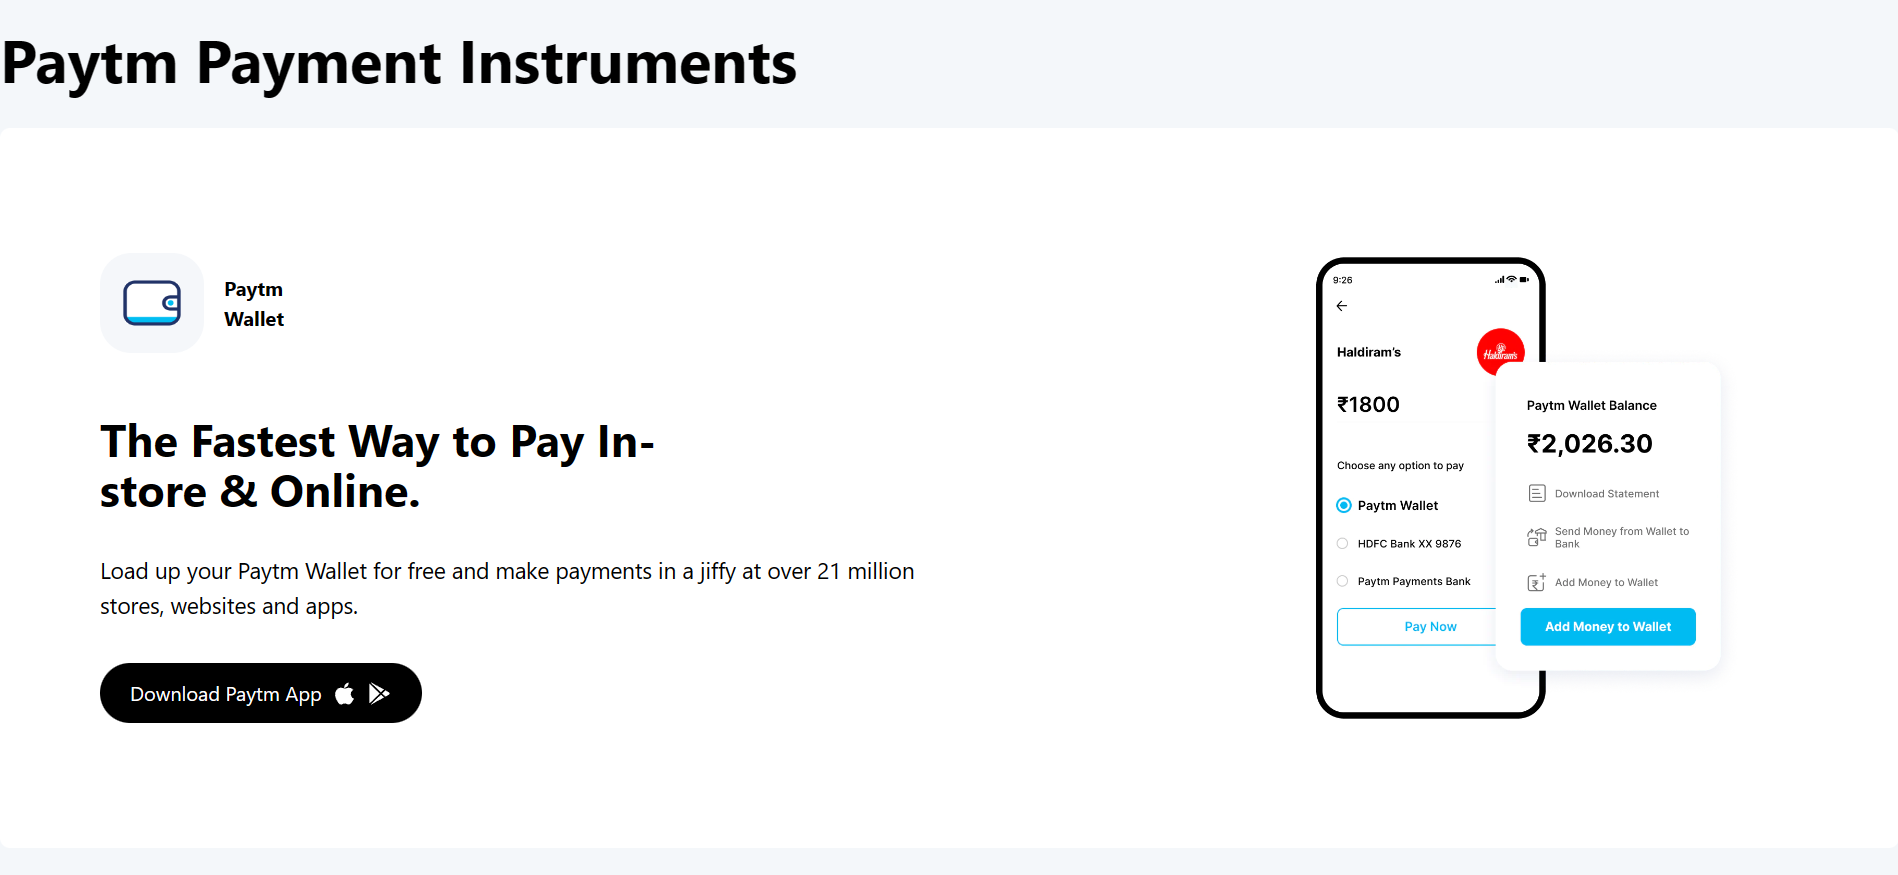 Paytm Payment Instruments
Paytm
Wallet
The Fastest Way to Pay In-
store & Online.
Load up your Paytm Wallet for free and make payments in a jiffy at over 21 million
stores, websites and apps.
Download Paytm App
9:26
Haldiram's
Haldiram's
₹1800
Choose any option to pay
Paytm Wallet
HDFC Bank XX 9876
Paytm Payments Bank
Pay Now
Paytm Wallet Balance
₹2,026.30
Download Statement
Send Money from Wallet to
Bank
Add Money to Wallet
Add Money to Wallet